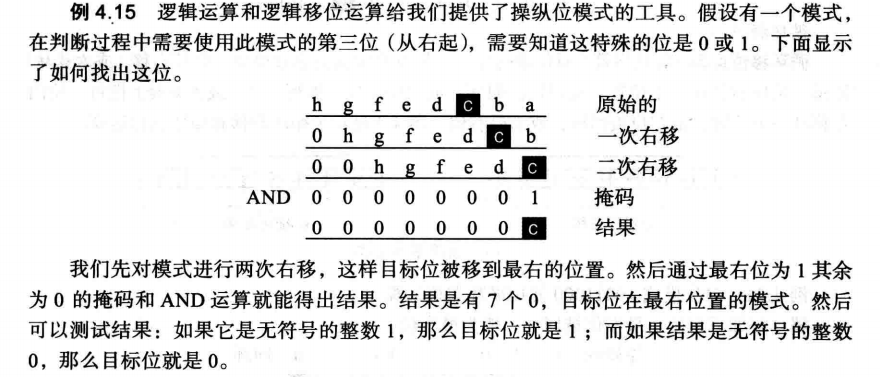 例 4.15 逻辑运算和逻辑移位运算给我们提供了操纵位模式的工具。假设有一个模式，
在判断过程中需要使用此模式的第三位（从右起），需要知道这特殊的位是 0 或 1。下面显示
了如何找出这位。
h g f e d c b a 原始的
0 h g f e d c b 一次右移
0 0 h g f e d c 二次右移
AND 0 0 0 0 0 0 0 1 掩码
0 0 0 0 0 0 0 c 结果
我们先对模式进行两次右移，这样目标位被移到最右的位置。然后通过最右位为 1 其余
为 0 的掩码和 AND 运算就能得出结果。结果是有 7 个 0，目标位在最右位置的模式。然后
可以测试结果：如果它是无符号的整数 1，那么目标位就是 1；而如果结果是无符号的整数
0，那么目标位就是 0。